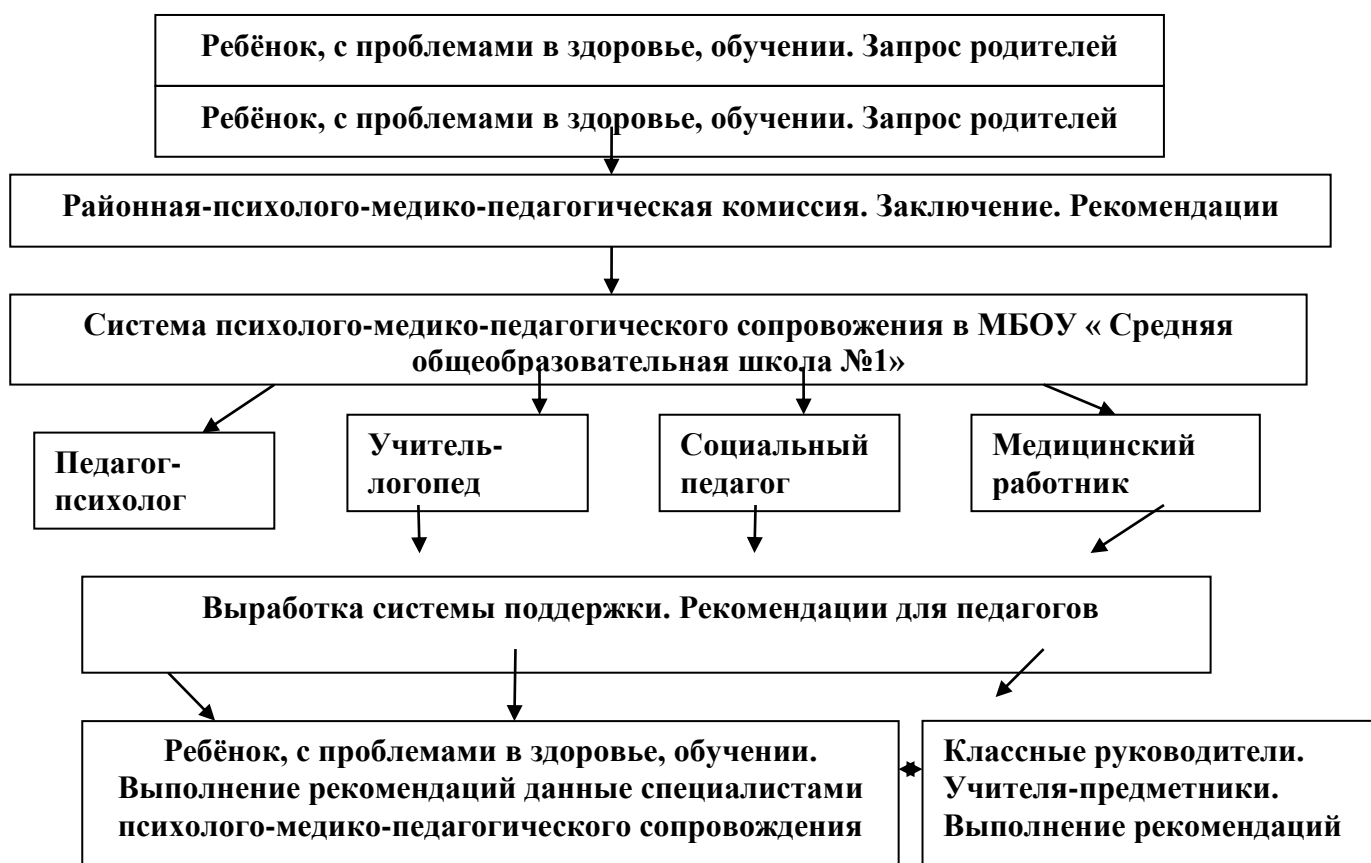 Ребёнок, с проблемами в здоровье, обучении. Запрос родителей
Ребёнок, с проблемами в здоровье, обучении. Запрос родителей
Районная-психолого-медико-педагогическая комиссия. Заключение. Рекомендации
Система психолого-медико-педагогического сопровожения в МБОУ « Средняя
общеобразовательная школа №1»
Педагог-
психолог
Учитель-
логопед
Социальный
педагог
Медицинский
работник
Выработка системы поддержки. Рекомендации для педагогов
Ребёнок, с проблемами в здоровье, обучении.
Выполнение рекомендаций данные специалистами
психолого-медико-педагогического сопровождения
Классные руководители.
Учителя-предметники.
Выполнение рекомендаций